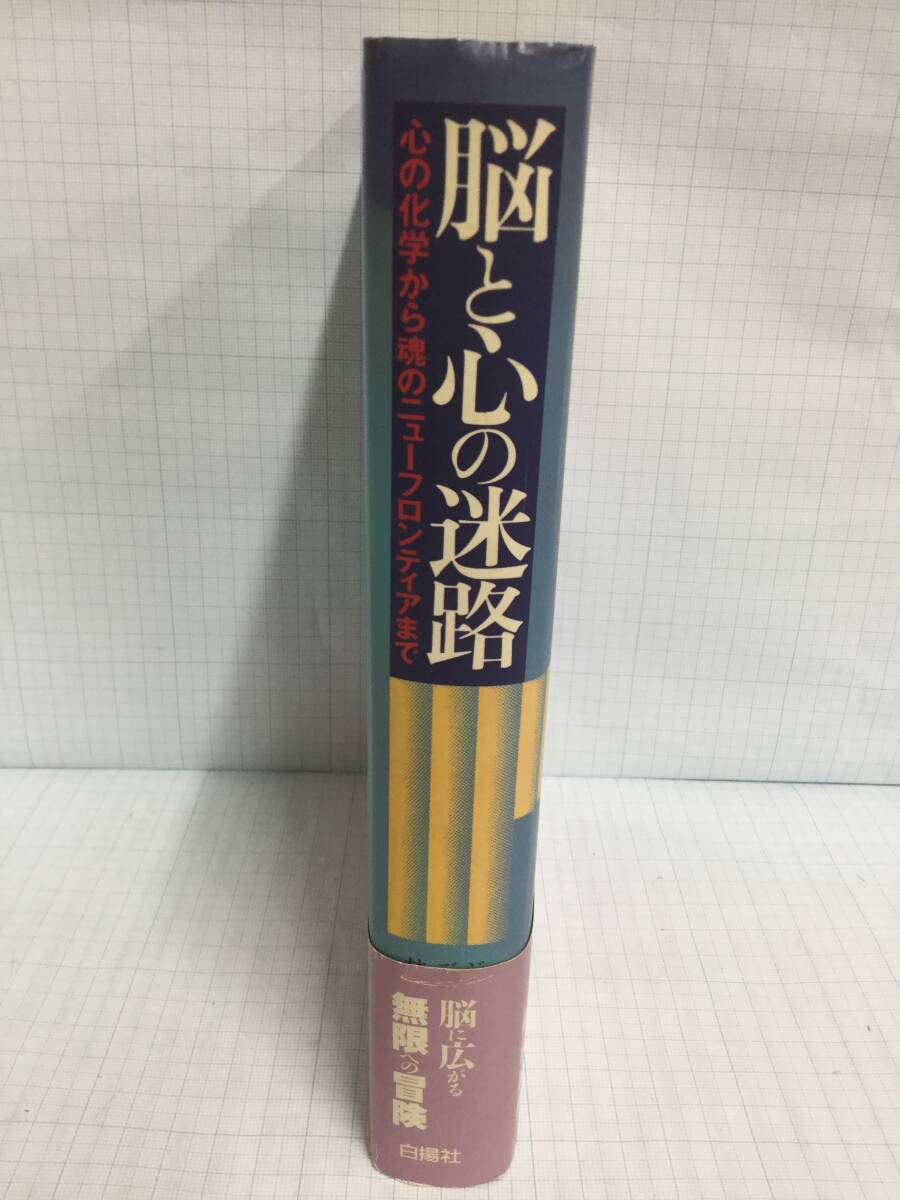 脳と心の迷路
心の化学から魂のニューフロンティアまで
脳に広がる
無限への冒険
白揚社